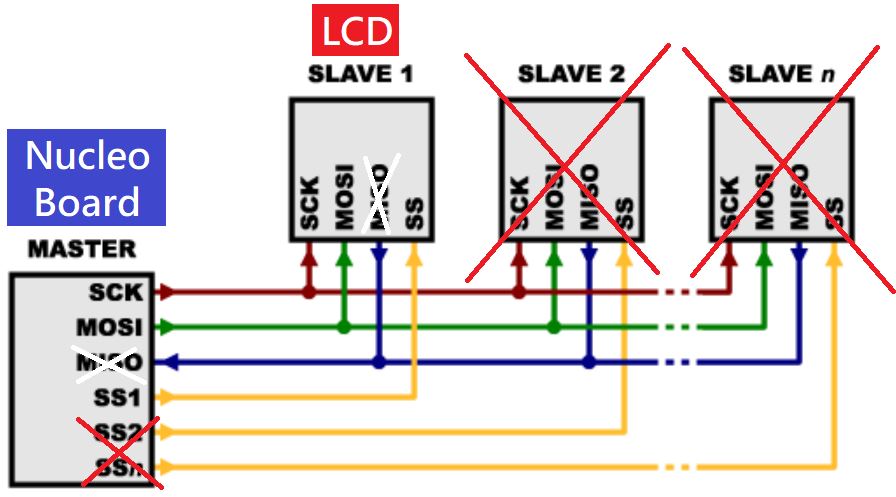 LCD
SLAVE 1
SLAVE 2
SLAVE n
Nucleo
Board
SCK
MOSI
MISO
SS
SCK
MOSI
MISO
SS
SCK
MOSI
MISO
SS
MASTER
SCK
MOSI
MISO
SS1
SS2
SSn